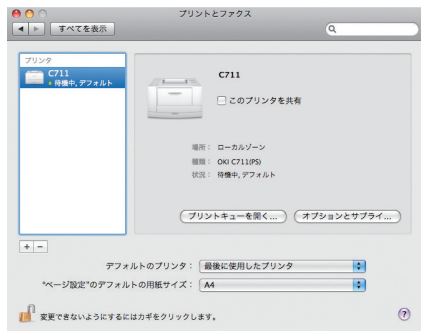 プリントとファクス
すべてを表示
プリンタ
C711
待機中, デフォルト
C711
このプリンタを共有
場所： ローカルゾーン
種類： OKI C711(PS)
状況： 待機中, デフォルト
プリントキューを開く...
オプションとサプライ...
+ −
デフォルトのプリンタ： 最後に使用したプリンタ
"ページ設定"のデフォルトの用紙サイズ： A4
変更できないようにするにはカギをクリックします。
?